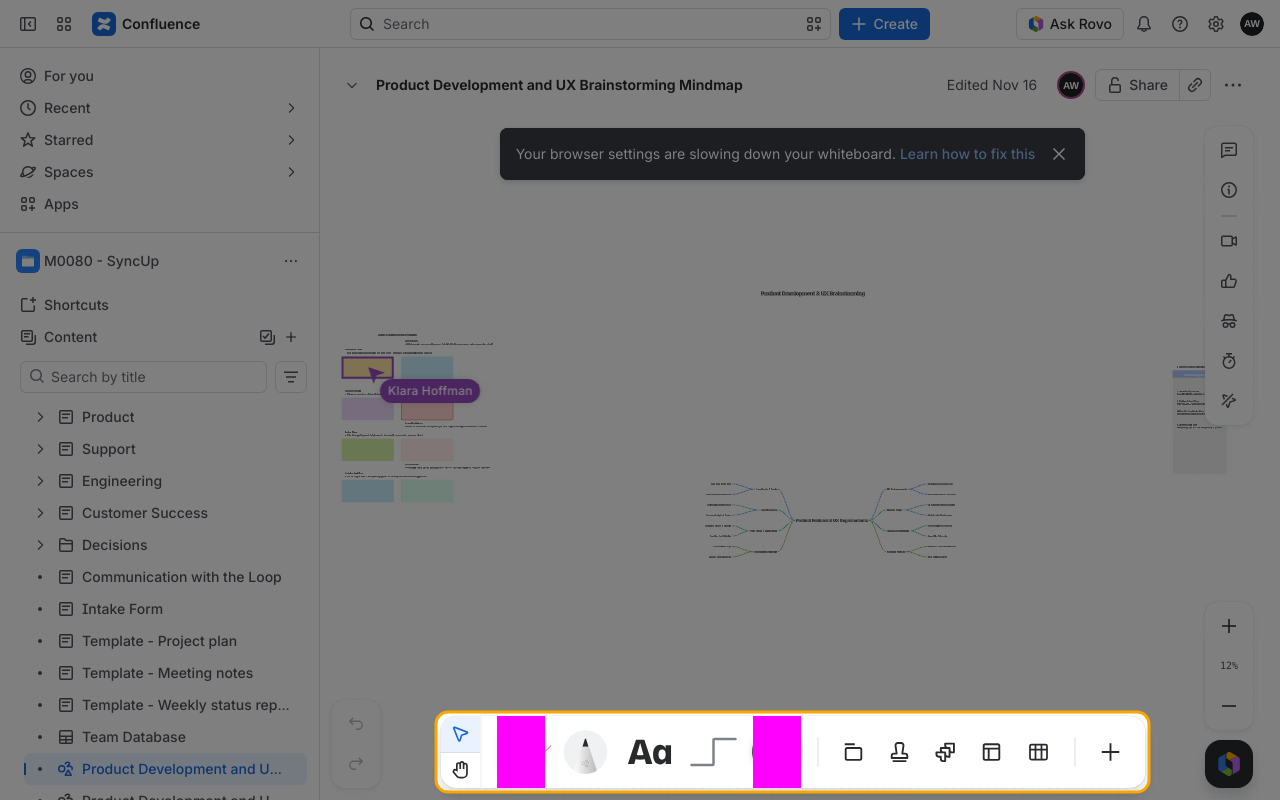 Confluence
Search
Create
Ask Rovo
AW
For you
Recent
Starred
Spaces
Apps
M0080 - SyncUp
Shortcuts
Content
Search by title
Product
Support
Engineering
Customer Success
Decisions
Communication with the Loop
Intake Form
Template - Project plan
Template - Meeting notes
Template - Weekly status rep...
Team Database
Product Development and U...
Product Development and U...
Product Development and UX Brainstorming Mindmap
Edited Nov 16
AW
Share
Your browser settings are slowing down your whiteboard. Learn how to fix this
Product Development & UX Brainstorming
Klara Hoffman
12%
Aa